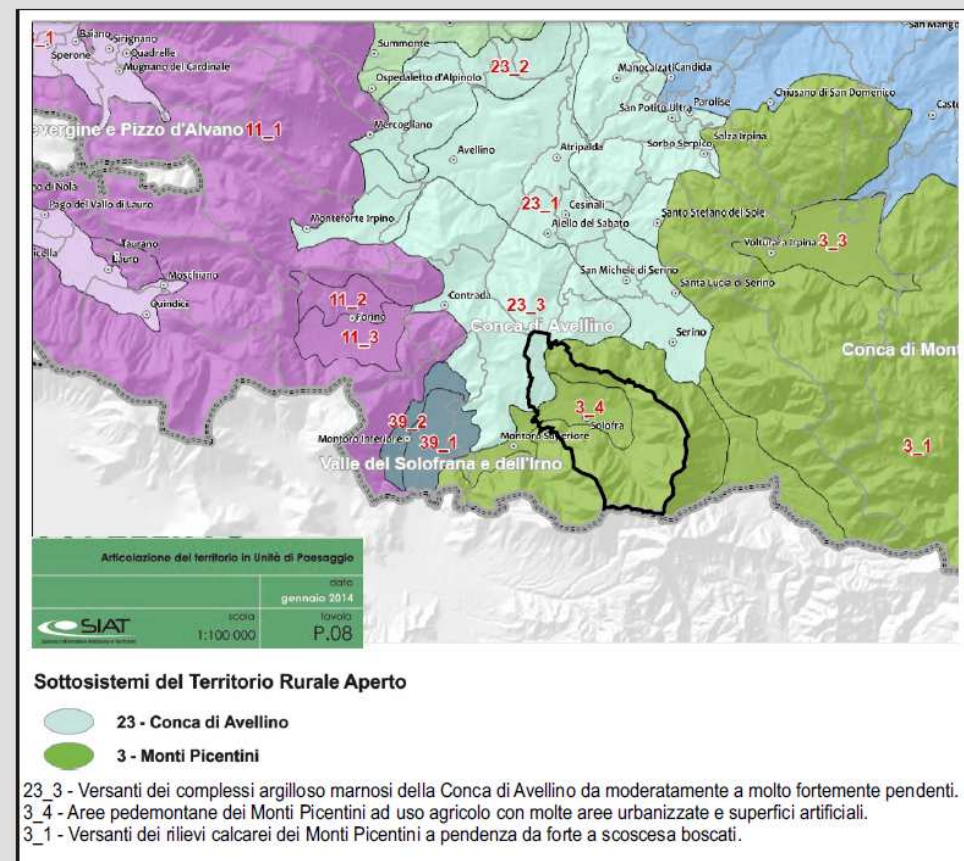 San Mango
3_1
Baiano
Sirignano
Sperone
Quadrelle
Mugnano del Cardinale
Summonte
23_2
Manocalzati
Candida
Ospedaletto d'Alpinolo
Chiusano di San Domenico
San Potito Ultra
Parolise
Mercogliano
Salza Irpina
evergine e Pizzo d'Alvano
11_1
Avellino
Atripalda
Sorbo Serpico
Pago del Vallo di Lauro
23_1
Cesinali
Monteforte Irpino
Aiello del Sabato
Santo Stefano del Sole
Volturara Irpina
3_3
Taurano
Lauro
Moschiano
San Michele di Serino
Santa Lucia di Serino
Quindici
11_2
Forino
11_3
Contrada
23_3
Conca di Avellino
Serino
Conca di Mon
3_4
Solofra
39_2
Montoro Inferiore
39_1
Montoro Superiore
3_1
Valle del Solofrana e dell'Irno
Articolazione del territorio in Unità di Paesaggio
data
gennaio 2014
SIAT
scala
1:100 000
tavola
P.08
Sottosistemi del Territorio Rurale Aperto
23 - Conca di Avellino
3 - Monti Picentini
23_3 - Versanti dei complessi argilloso marnosi della Conca di Avellino da moderatamente a molto fortemente pendenti.
3_4 - Aree pedemontane dei Monti Picentini ad uso agricolo con molte aree urbanizzate e superfici artificiali.
3_1 - Versanti dei rilievi calcarei dei Monti Picentini a pendenza da forte a scoscesa boscati.